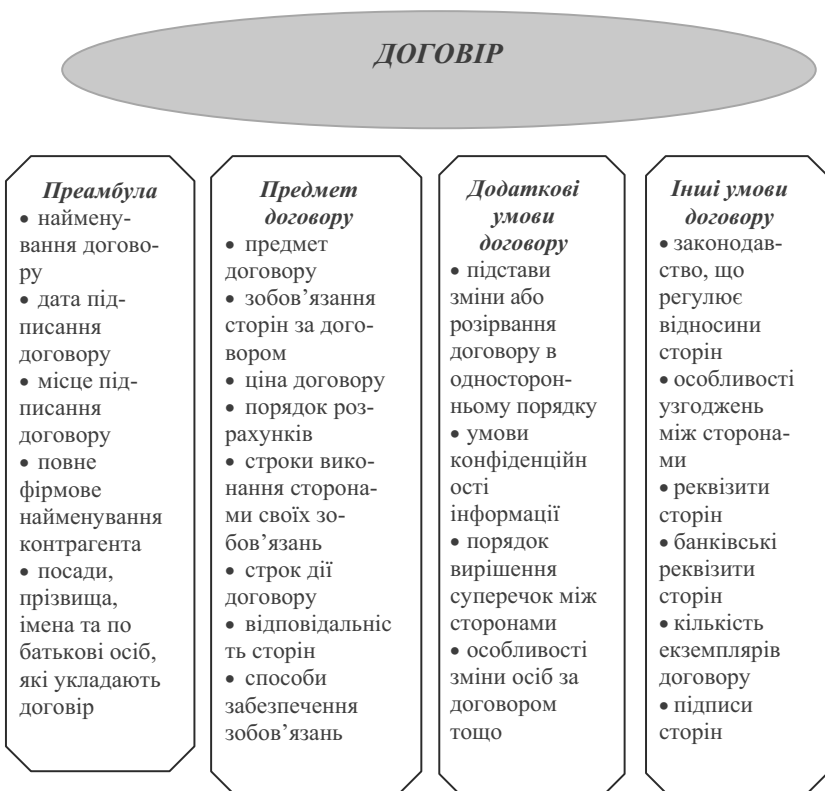 ДОГОВІР
Преамбула
• наймену-
вання догово-
ру
• дата під-
писання
договору
• місце під-
писання
договору
• повне
фірмове
найменування
контрагента
• посади,
прізвища,
імена та по
батькові осіб,
які укладають
договір
Предмет
договору
• предмет
договору
• зобов’язання
сторін за дого-
вором
• ціна договору
• порядок роз-
рахунків
• строки вико-
нання сторона-
ми своїх зо-
бов’язань
• строк дії
договору
• відповідальніс
ть сторін
• способи
забезпечення
зобов’язань
Додаткові
умови
договору
• підстави
зміни або
розірвання
договору в
односторон-
ньому порядку
• умови
конфіденційн
ості
інформації
• порядок
вирішення
суперечок між
сторонами
• особливості
зміни осіб за
договором
тощо
Інші умови
договору
• законодав-
ство, що
регулює
відносини
сторін
• особливості
узгоджень
між сторона-
ми
• реквізити
сторін
• банківські
реквізити
сторін
• кількість
екземплярів
договору
• підписи
сторін